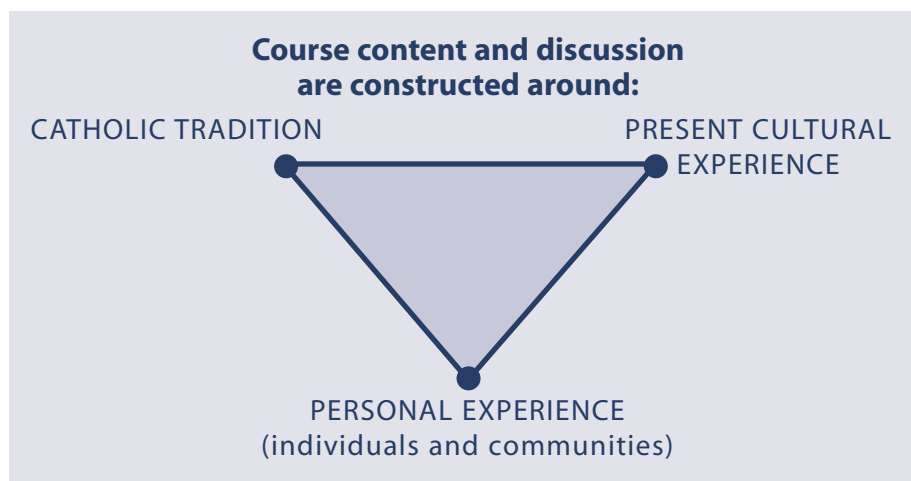 Course content and discussion
are constructed around:
CATHOLIC TRADITION
PRESENT CULTURAL
EXPERIENCE
PERSONAL EXPERIENCE
(individuals and communities)